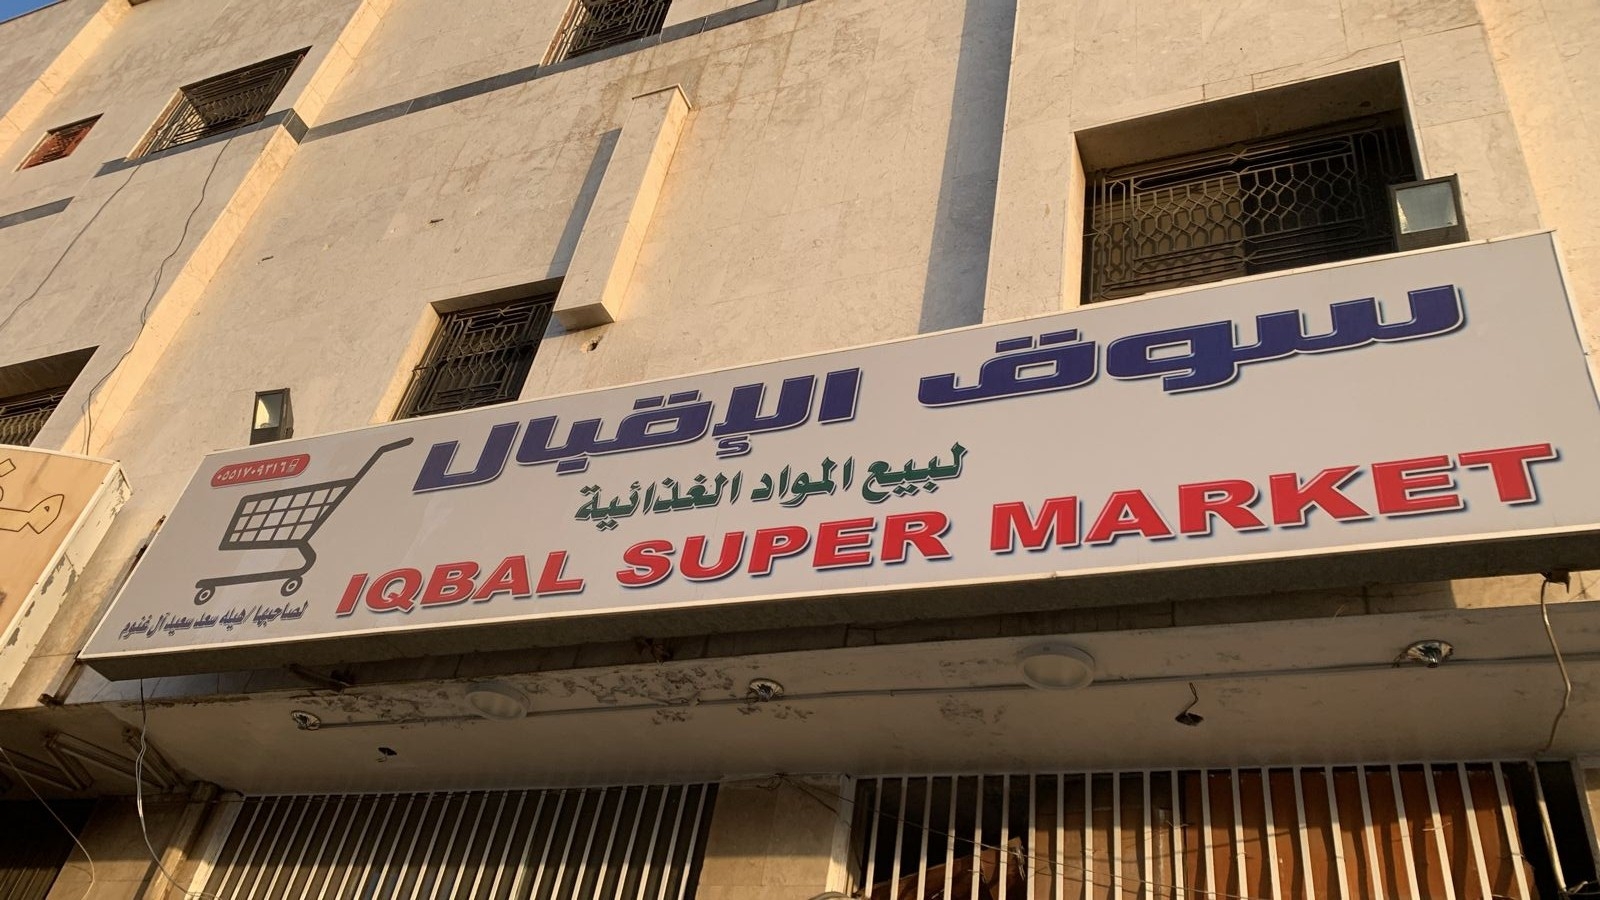 سوق الإقبال
٠٥٥١٧٠٩٣١٦
لبيع المواد الغذائية
IQBAL SUPER MARKET
لصاحبها / هيله سعد سعيد آل غنوم